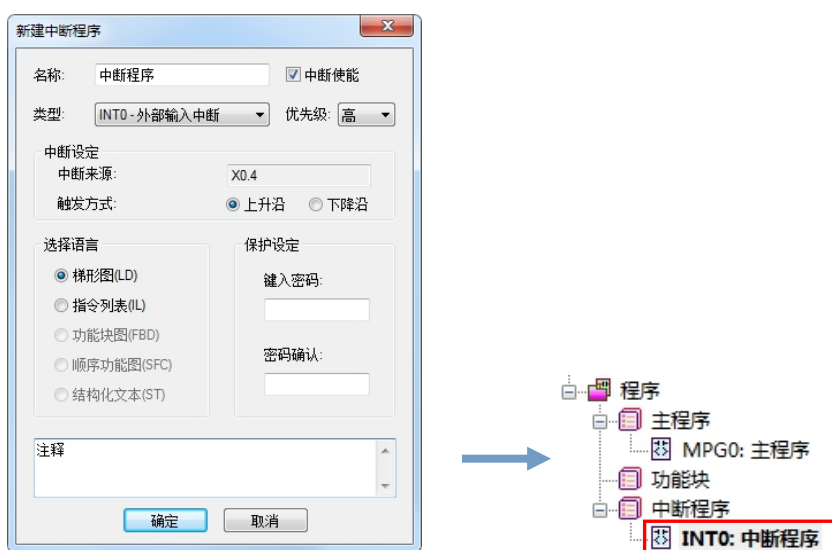 新建中断程序
名称: 中断程序 中断使能
类型: INT0 - 外部输入中断 优先级: 高
中断设定
中断来源: X0.4
触发方式: 上升沿 下降沿
选择语言 保护设定
梯形图(LD) 键入密码:
指令列表(IL)
功能块图(FBD)
顺序功能图(SFC) 密码确认:
结构化文本(ST)
注释
确定 取消
程序
主程序
MPG0: 主程序
功能块
中断程序
INT0: 中断程序